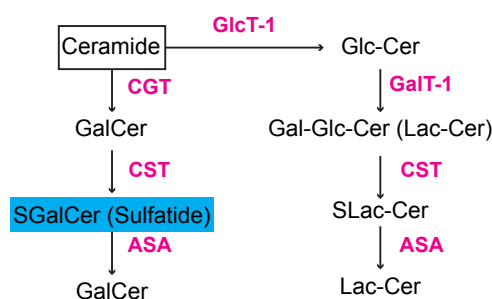 GlcT-1
Ceramide
Glc-Cer
CGT
GalT-1
GalCer
Gal-Glc-Cer (Lac-Cer)
CST
CST
SGalCer (Sulfatide)
SLac-Cer
ASA
ASA
GalCer
Lac-Cer